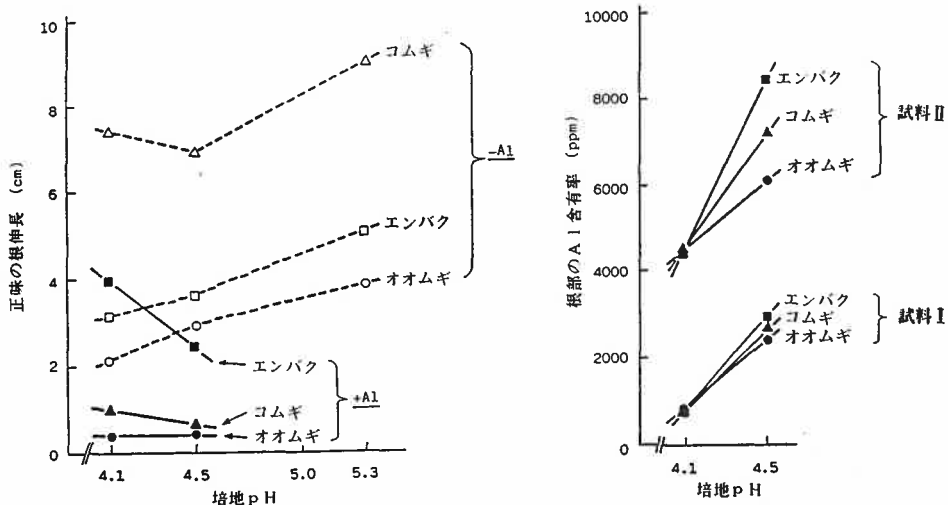 正味の根伸長 (cm)
10
8
6
4
2
0
コムギ
エンバク
オオムギ
-Al
エンバク
コムギ
オオムギ
+Al
4.1
4.5
5.0
5.3
培地pH
根部のAl含有率 (ppm)
10000
8000
6000
4000
2000
0
エンバク
コムギ
オオムギ
試料Ⅱ
エンバク
コムギ
オオムギ
試料Ⅰ
4.1
4.5
培地pH